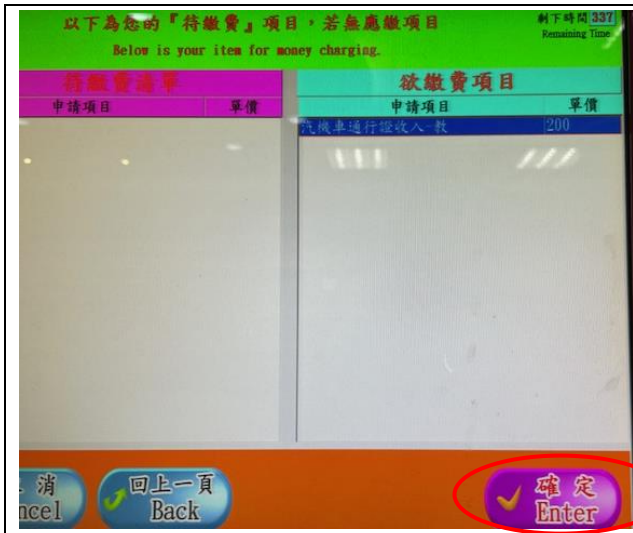 以下為您的『待繳費』項目，若無應繳項目
Below is your item for money charging.
剩下時間 337
Remaining Time
待繳費清單
申請項目 單價
欲繳費項目
申請項目 單價
汽機車通行證收入-教 200
消
ncel
回上一頁
Back
確定
Enter